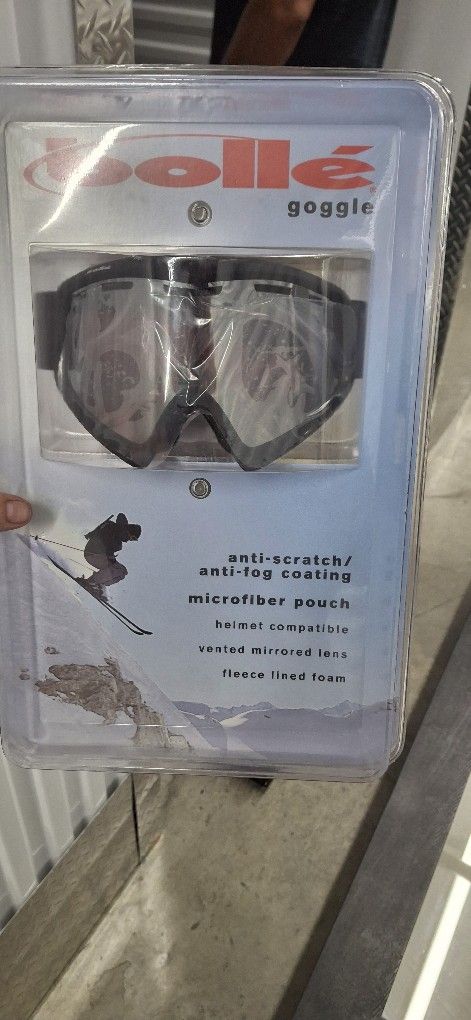 bollé
goggle
anti-scratch/
anti-fog coating
microfiber pouch
helmet compatible
vented mirrored lens
fleece lined foam